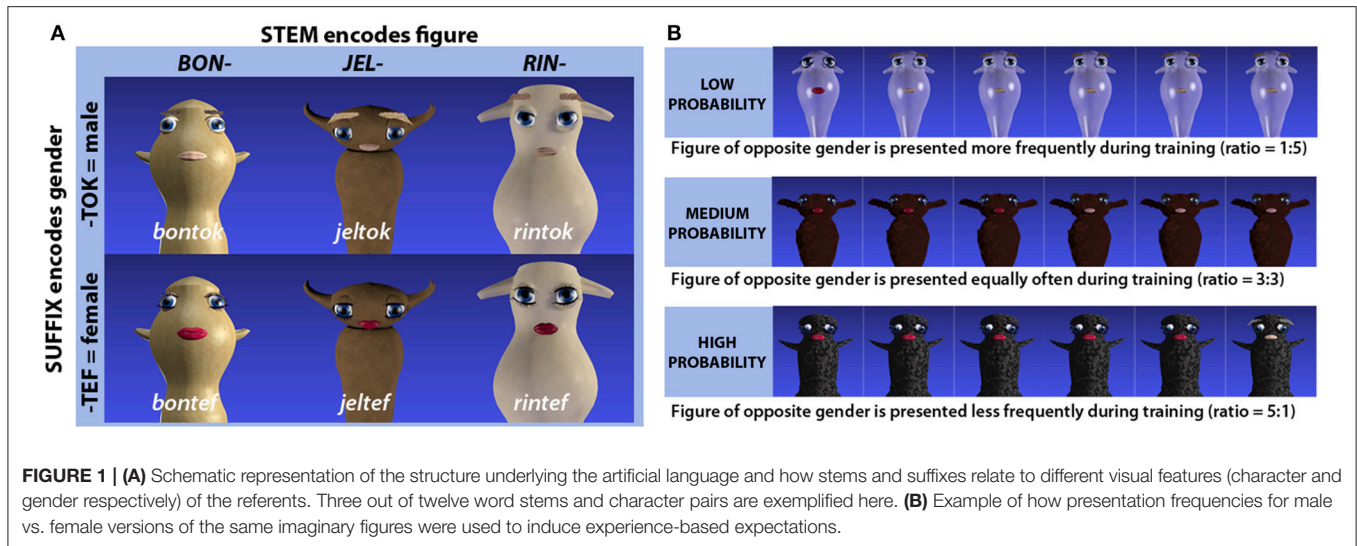 A
STEM encodes figure
BON-
JEL-
RIN-
SUFFIX encodes gender
-TOK = male
bontok
jeltok
rintok
-TEF = female
bontef
jeltef
rintef
B
LOW
PROBABILITY
Figure of opposite gender is presented more frequently during training (ratio = 1:5)
MEDIUM
PROBABILITY
Figure of opposite gender is presented equally often during training (ratio = 3:3)
HIGH
PROBABILITY
Figure of opposite gender is presented less frequently during training (ratio = 5:1)
FIGURE 1 | (A) Schematic representation of the structure underlying the artificial language and how stems and suffixes relate to different visual features (character and
gender respectively) of the referents. Three out of twelve word stems and character pairs are exemplified here. (B) Example of how presentation frequencies for male
vs. female versions of the same imaginary figures were used to induce experience-based expectations.